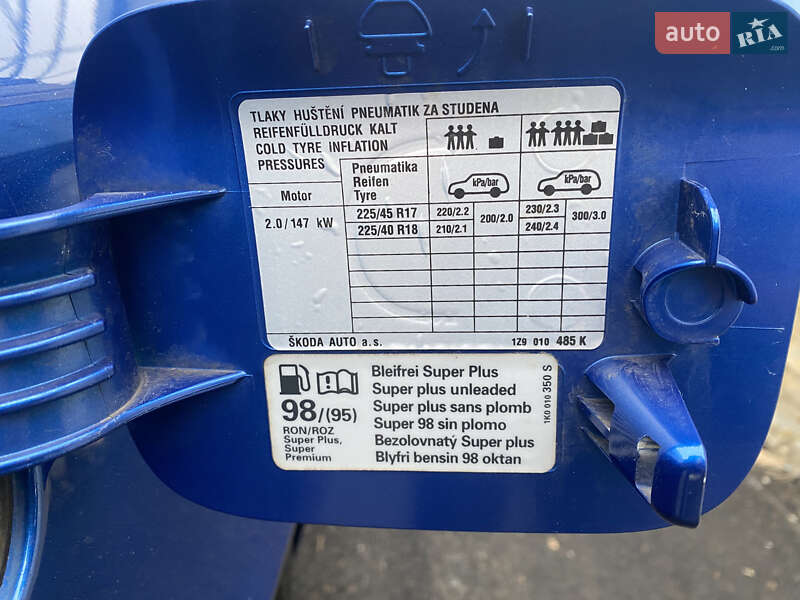 auto RIA
TLAKY HUŠTĚNÍ PNEUMATIK ZA STUDENA
REIFENFÜLLDRUCK KALT
COLD TYRE INFLATION
PRESSURES
Pneumatika
Reifen
Tyre
kPa/bar
kPa/bar
Motor
2.0/147 kW
225/45 R17 220/2.2 200/2.0 230/2.3 300/3.0
225/40 R18 210/2.1 240/2.4
ŠKODA AUTO a.s. 1Z9 010 485 K
Bleifrei Super Plus
Super plus unleaded
98/(95) Super plus sans plomb
RON/ROZ Super 98 sin plomo
Super Plus, Bezolovnatý Super plus
Super
Premium Blyfri bensin 98 oktan
1K0 010 350 S